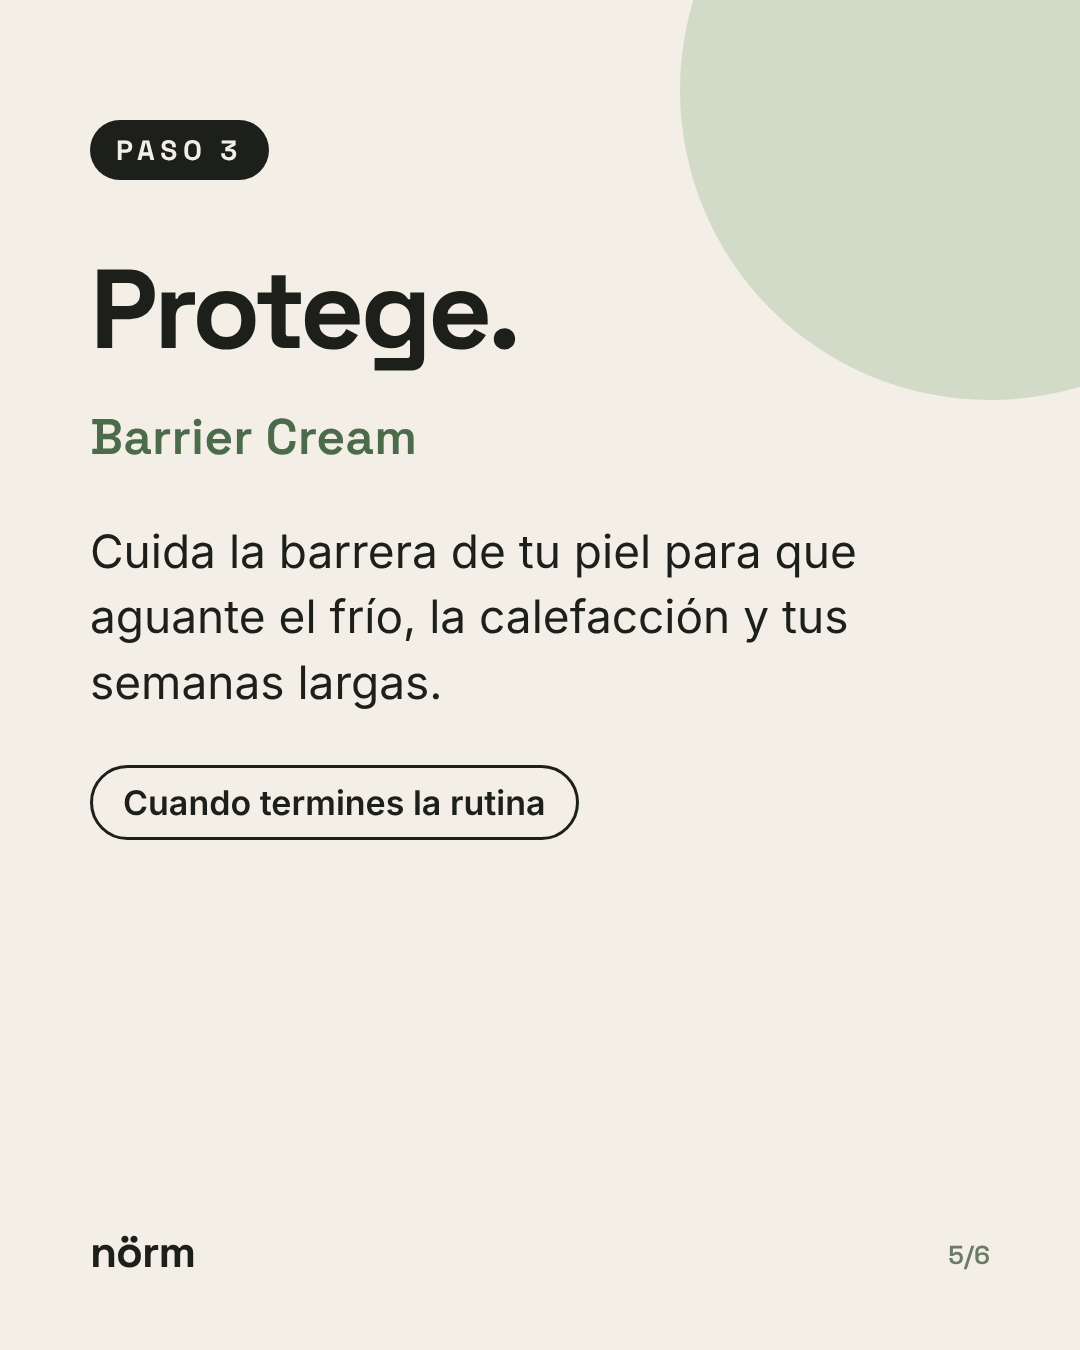 PASO 3
Protege.
Barrier Cream
Cuida la barrera de tu piel para que
aguante el frío, la calefacción y tus
semanas largas.
Cuando termines la rutina
nörm
5/6